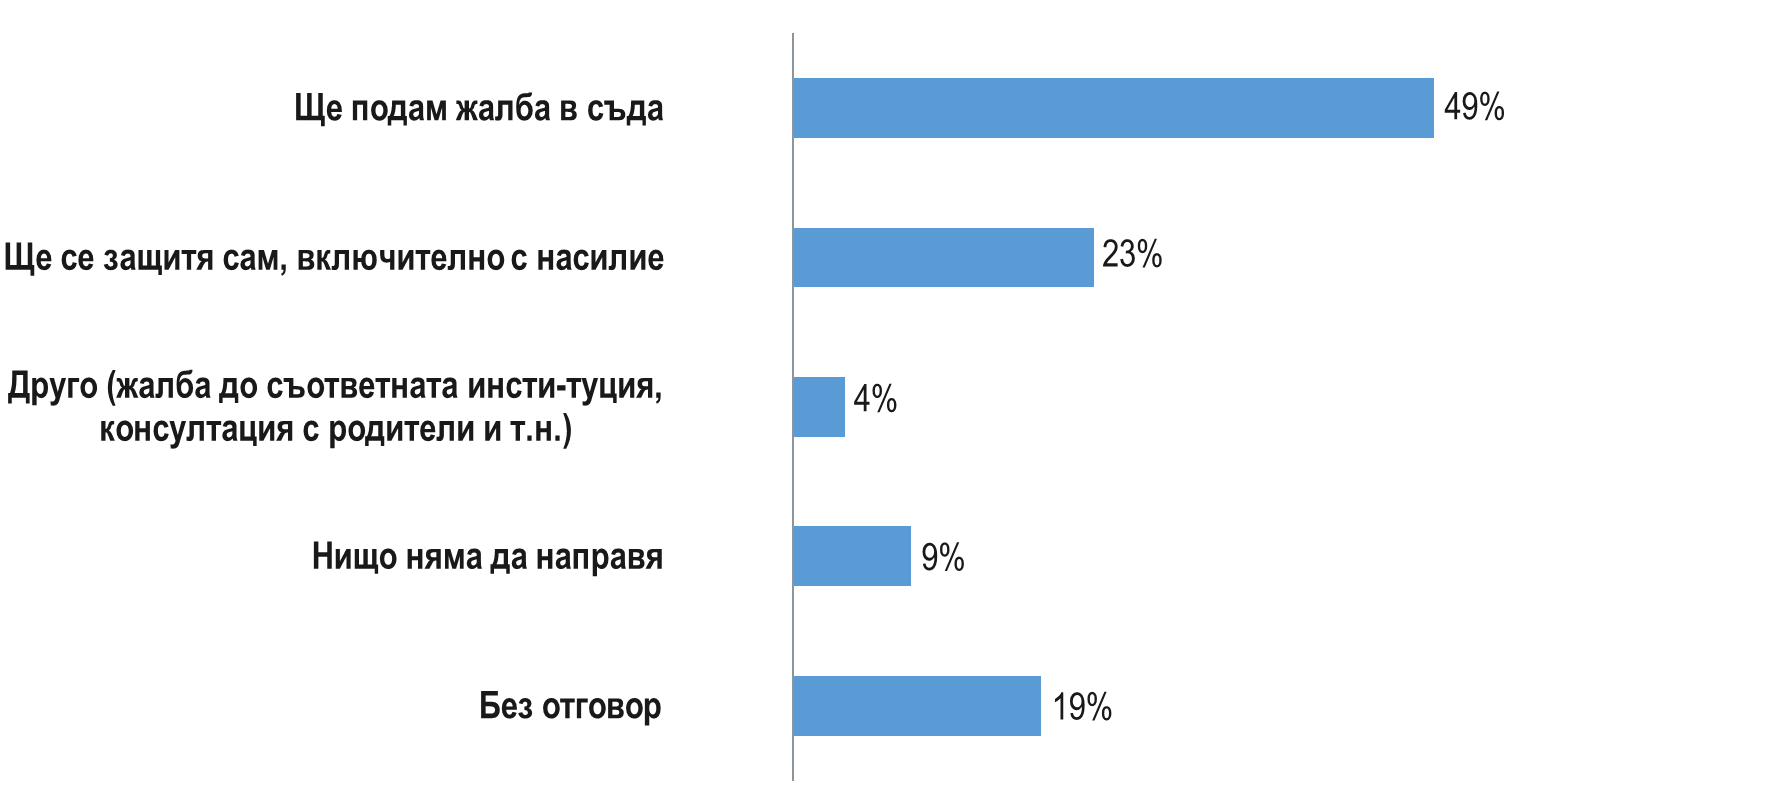 Ще подам жалба в съда
49%
Ще се защитя сам, включително с насилие
23%
Друго (жалба до съответната инсти-туция,
консултация с родители и т.н.)
4%
Нищо няма да направя
9%
Без отговор
19%